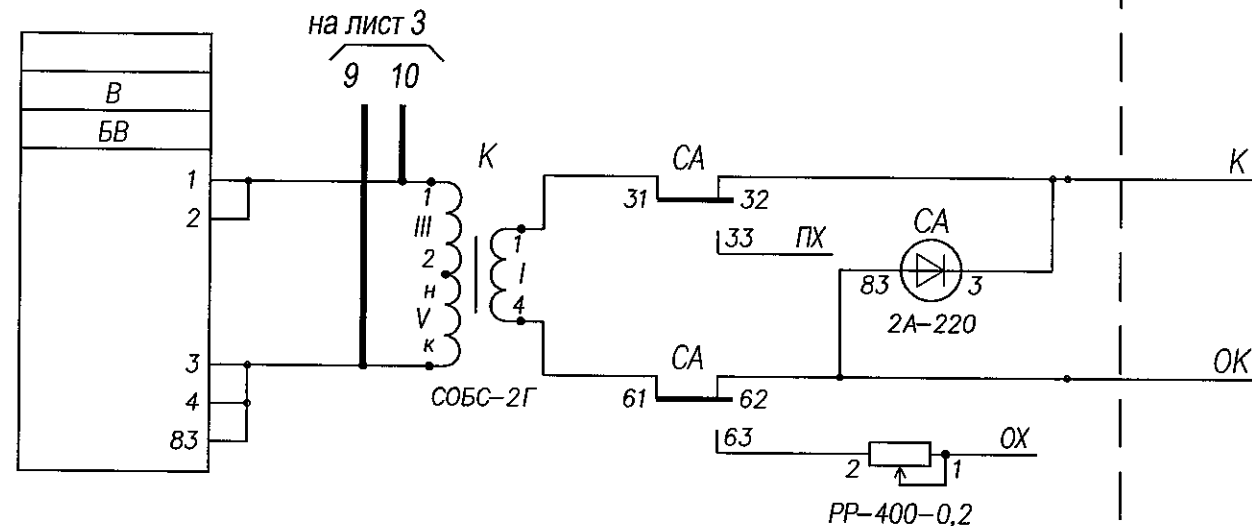 на лист 3
9 10
В
БВ
К
СА
К
1
1
31
32
2
III
1
33
ПХ
СА
2
I
83
3
н
V
4
2А-220
к
СА
3
ОК
СОБС-2Г
61
62
4
83
63
2
1
ОХ
РР-400-0,2